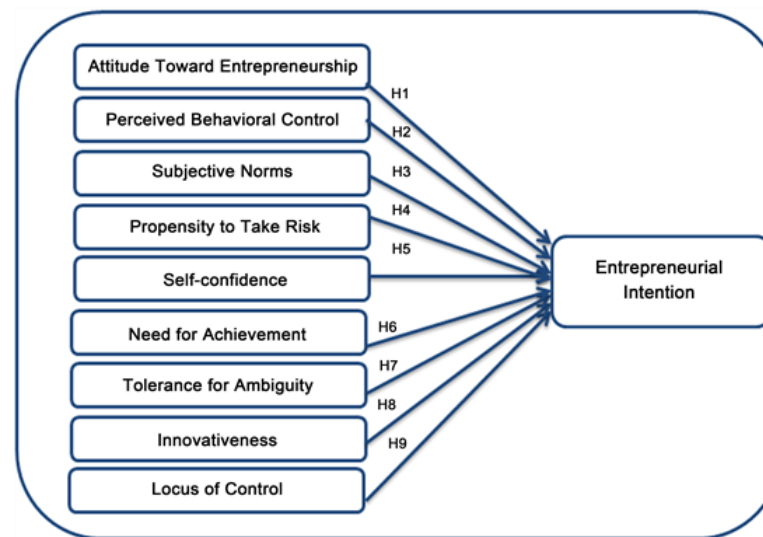 Attitude Toward Entrepreneurship
H1
Perceived Behavioral Control
H2
Subjective Norms
H3
Propensity to Take Risk
H4
H5
Self-confidence
Entrepreneurial
Intention
Need for Achievement
H6
H7
Tolerance for Ambiguity
H8
Innovativeness
H9
Locus of Control